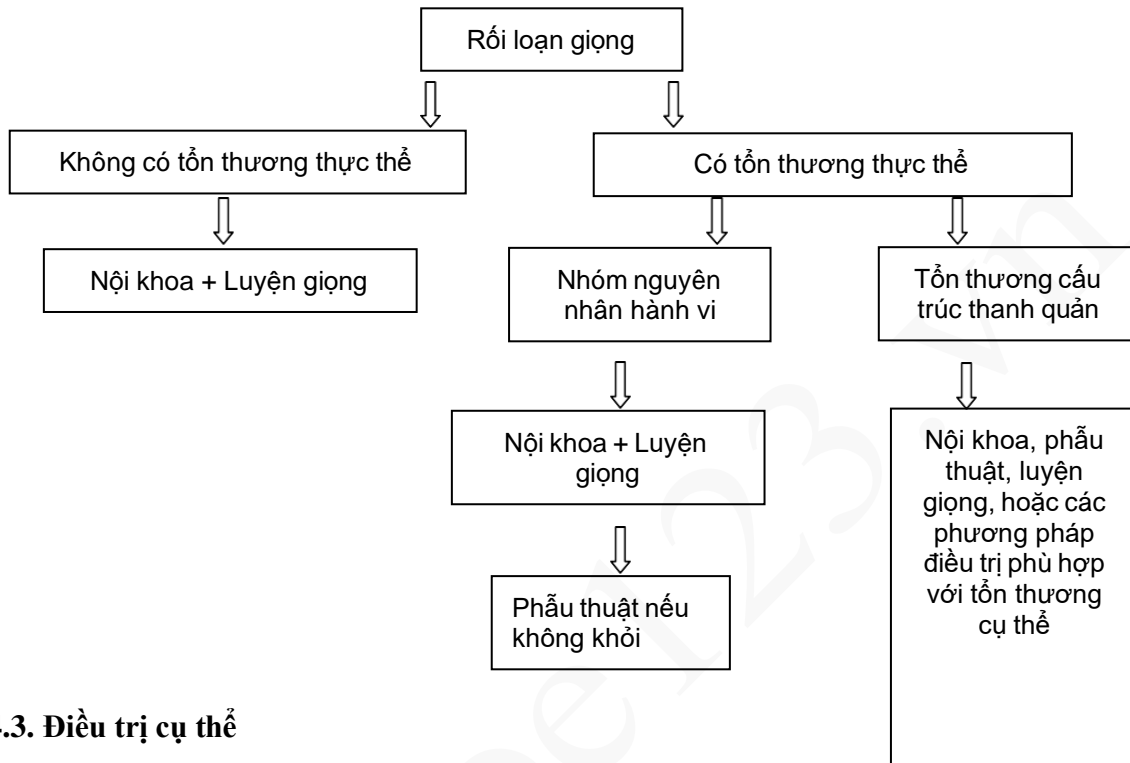 Rối loạn giọng
Không có tổn thương thực thể
Có tổn thương thực thể
Nội khoa + Luyện giọng
Nhóm nguyên
nhân hành vi
Tổn thương cấu
trúc thanh quản
Nội khoa + Luyện
giọng
Nội khoa, phẫu
thuật, luyện
giọng, hoặc các
phương pháp
điều trị phù hợp
với tổn thương
cụ thể
Phẫu thuật nếu
không khỏi
.3. Điều trị cụ thể